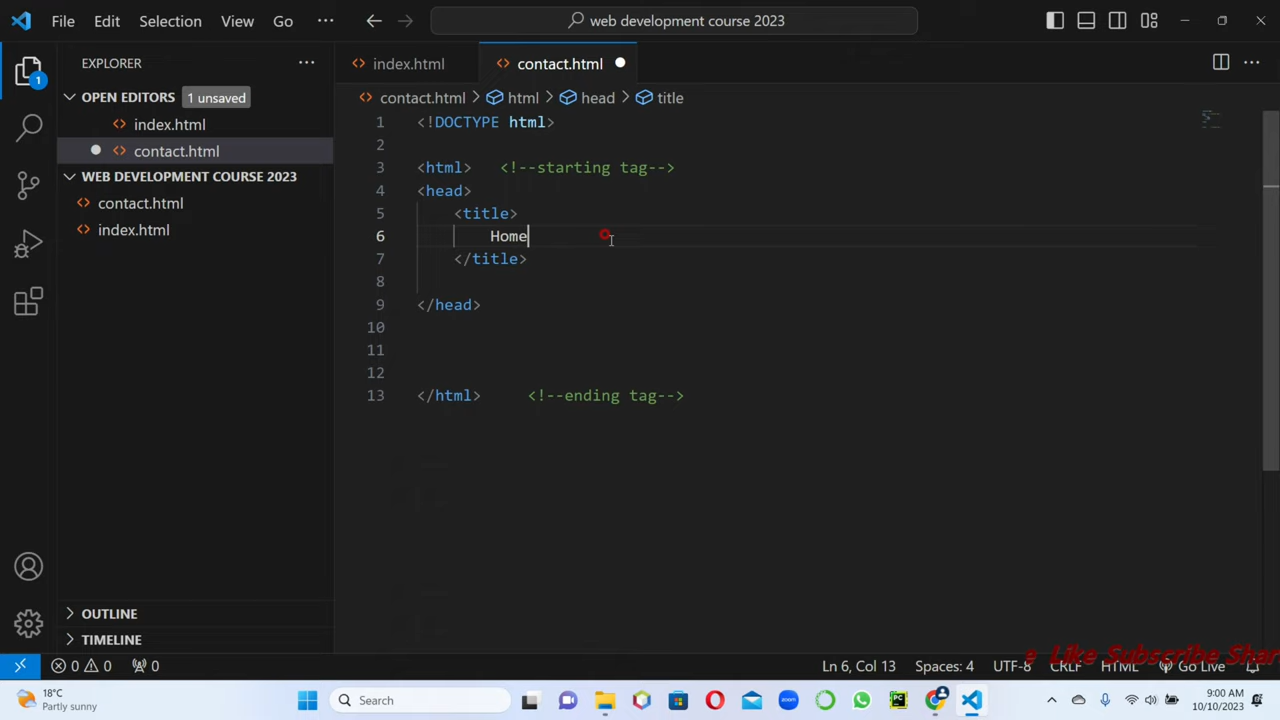 File Edit Selection View Go ··· web development course 2023
EXPLORER ···
index.html contact.html
OPEN EDITORS 1 unsaved
index.html
contact.html
WEB DEVELOPMENT COURSE 2023
contact.html
index.html
OUTLINE
TIMELINE
contact.html > html > head > title
1 <!DOCTYPE html>
2
3 <html> <!--starting tag-->
4 <head>
5 <title>
6 Home
7 </title>
8
9 </head>
10
11
12
13 </html> <!--ending tag-->
e Like Subscribe Shar
0 0 0 Ln 6, Col 13 Spaces: 4 UTF-8 CRLF HTML Go Live
18°C
Partly sunny
Search
9:00 AM
10/10/2023
1